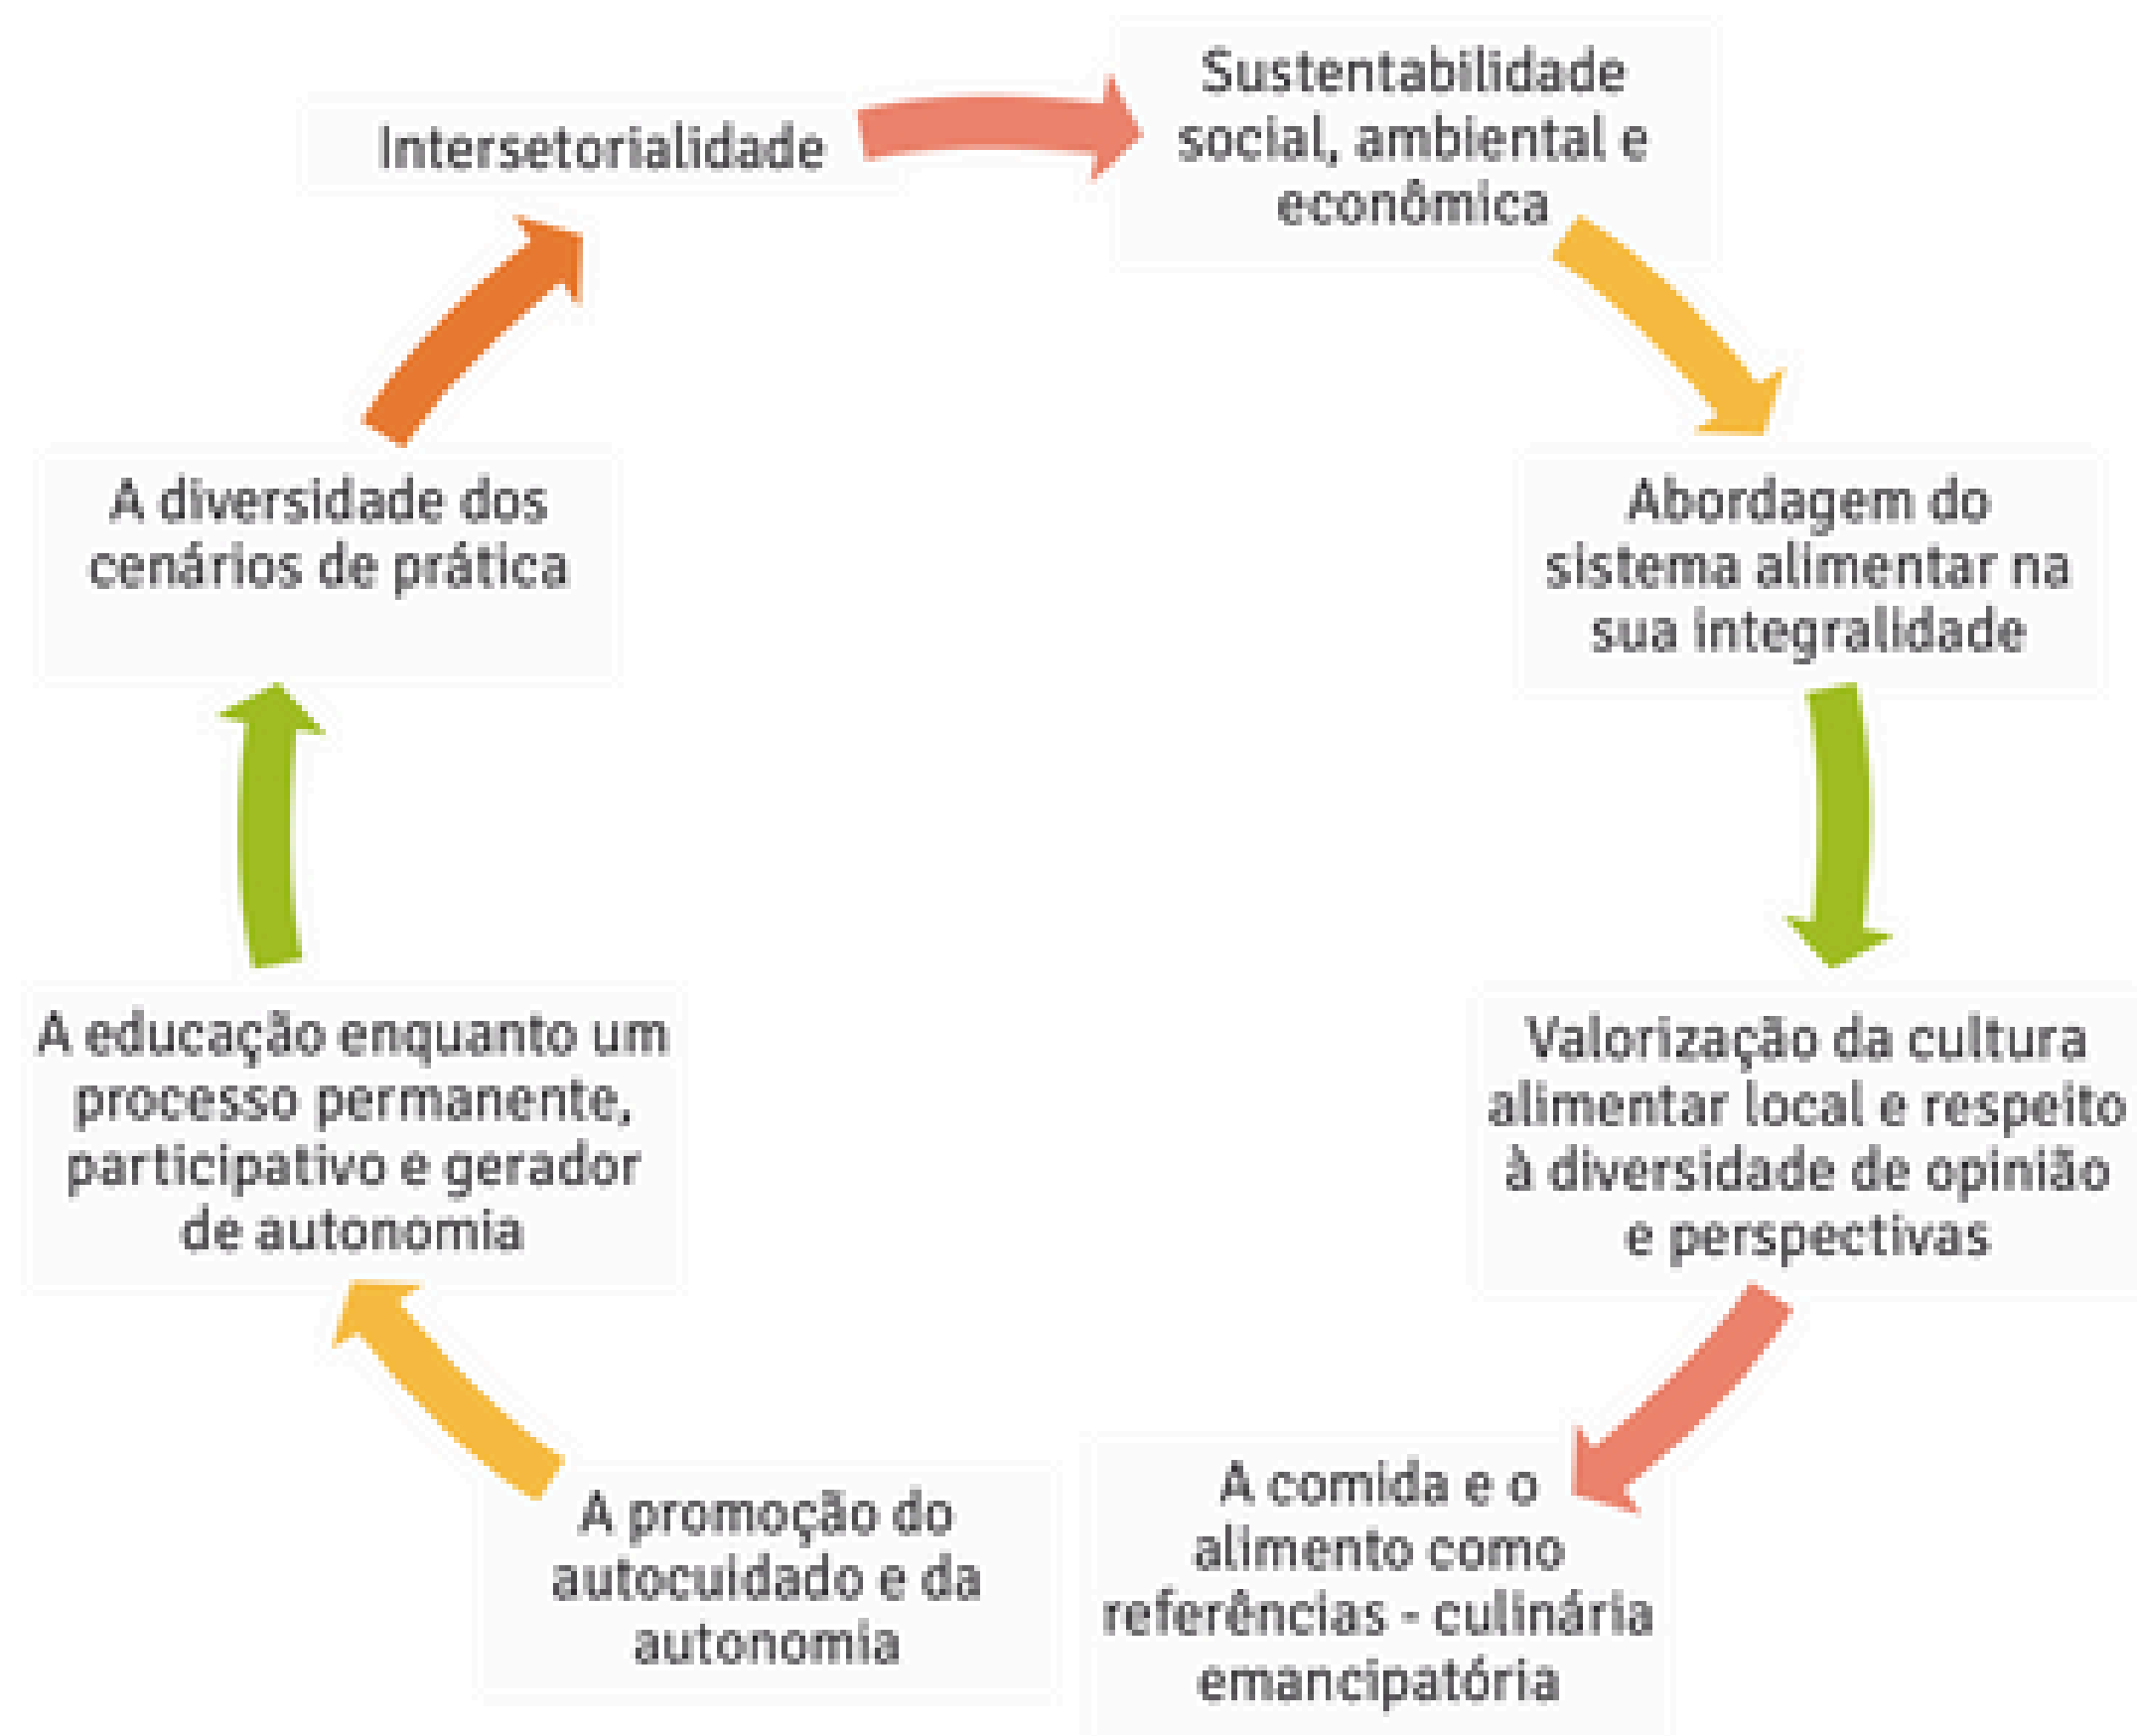 Intersetorialidade
Sustentabilidade
social, ambiental e
econômica
Abordagem do
sistema alimentar na
sua integralidade
Valorização da cultura
alimentar local e respeito
à diversidade de opinião
e perspectivas
A comida e o
alimento como
referências - culinária
emancipatória
A promoção do
autocuidado e da
autonomia
A educação enquanto um
processo permanente,
participativo e gerador
de autonomia
A diversidade dos
cenários de prática